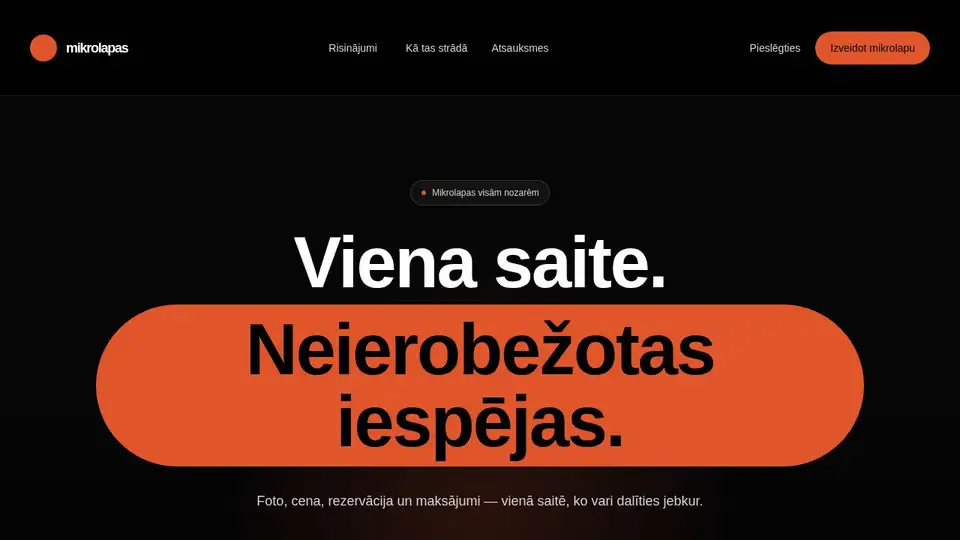 mikrolapas
Risinājumi
Kā tas strādā
Atsauksmes
Pieslēgties
Izveidot mikrolapu
Mikrolapas visām nozarēm
Viena saite.
Neierobežotas
iespējas.
Foto, cena, rezervācija un maksājumi — vienā saitē, ko vari dalīties jebkur.